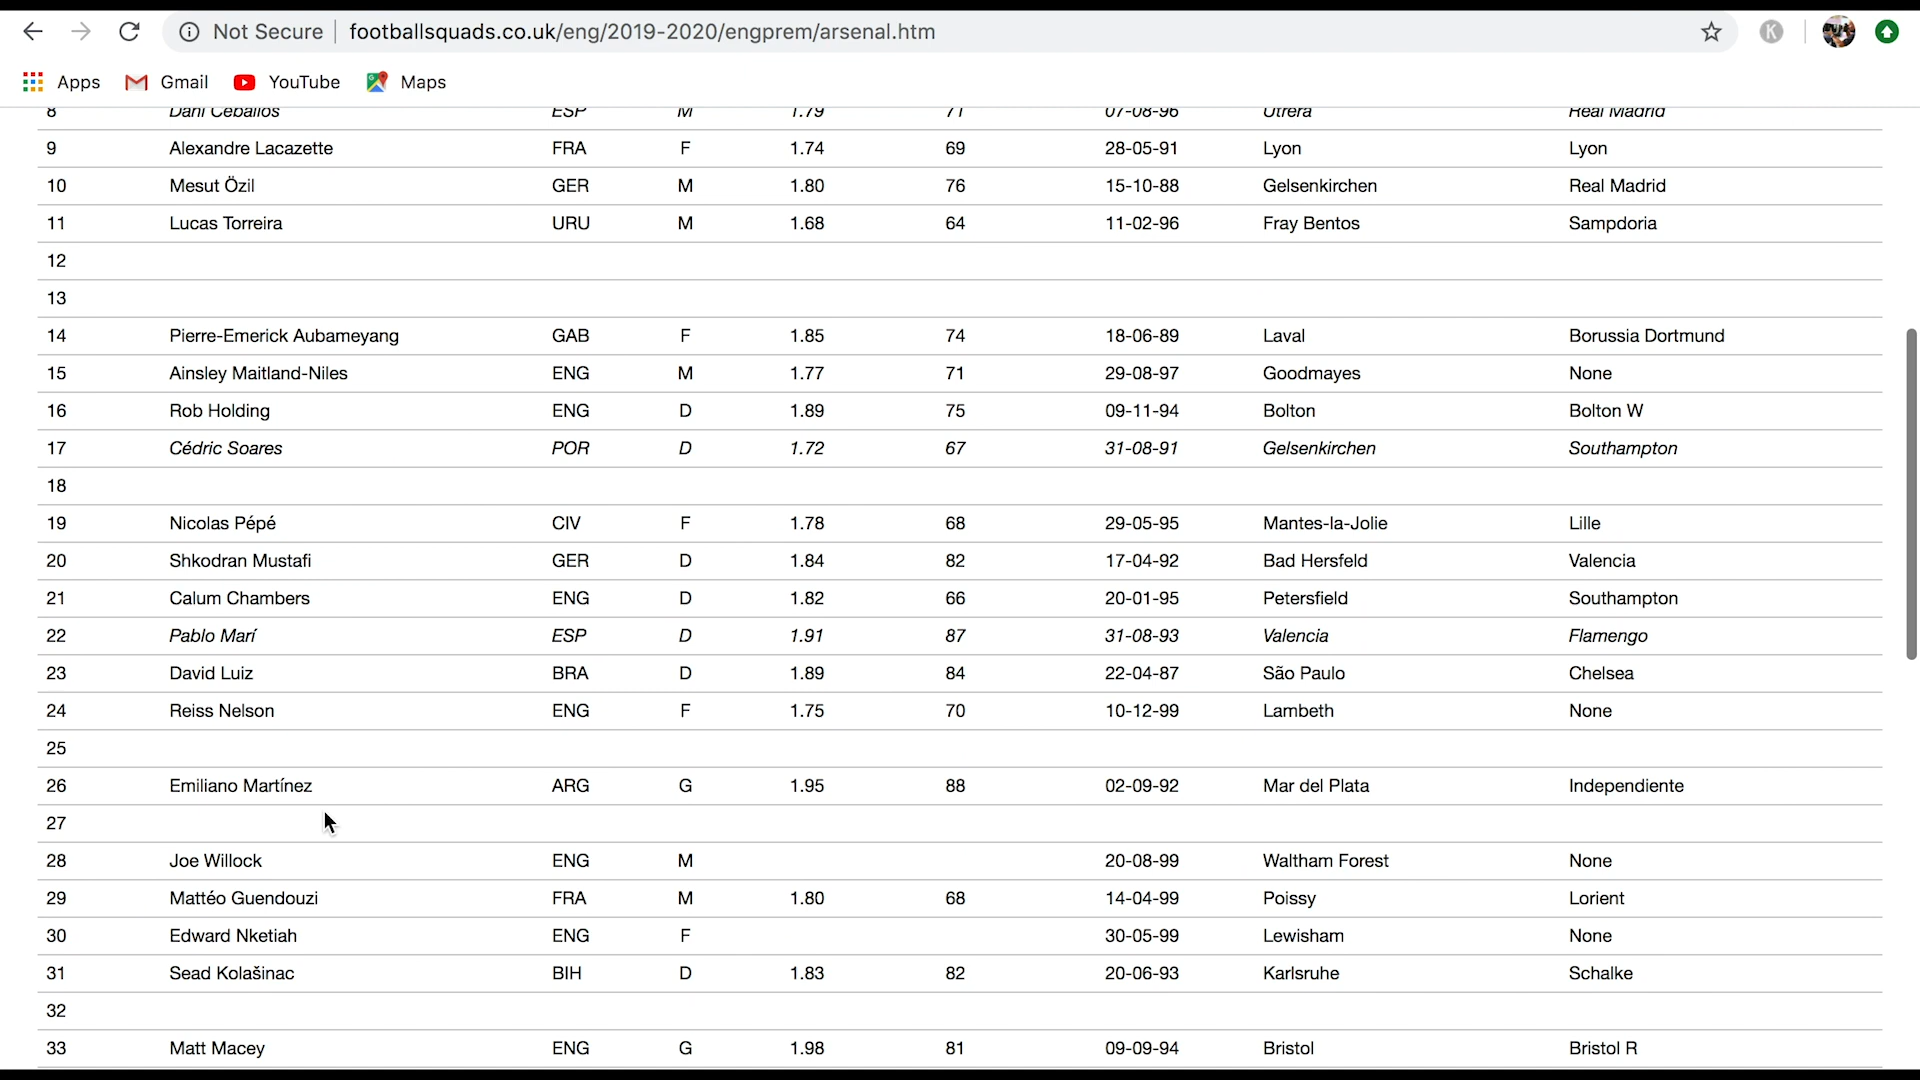 Not Secure footballsquads.co.uk/eng/2019-2020/engprem/arsenal.htm K
Apps Gmail YouTube Maps
8 Dani Ceballos ESP M 1.79 71 07-08-96 Utrera Real Madrid
9 Alexandre Lacazette FRA F 1.74 69 28-05-91 Lyon Lyon
10 Mesut Özil GER M 1.80 76 15-10-88 Gelsenkirchen Real Madrid
11 Lucas Torreira URU M 1.68 64 11-02-96 Fray Bentos Sampdoria
12
13
14 Pierre-Emerick Aubameyang GAB F 1.85 74 18-06-89 Laval Borussia Dortmund
15 Ainsley Maitland-Niles ENG M 1.77 71 29-08-97 Goodmayes None
16 Rob Holding ENG D 1.89 75 09-11-94 Bolton Bolton W
17 Cédric Soares POR D 1.72 67 31-08-91 Gelsenkirchen Southampton
18
19 Nicolas Pépé CIV F 1.78 68 29-05-95 Mantes-la-Jolie Lille
20 Shkodran Mustafi GER D 1.84 82 17-04-92 Bad Hersfeld Valencia
21 Calum Chambers ENG D 1.82 66 20-01-95 Petersfield Southampton
22 Pablo Marí ESP D 1.91 87 31-08-93 Valencia Flamengo
23 David Luiz BRA D 1.89 84 22-04-87 São Paulo Chelsea
24 Reiss Nelson ENG F 1.75 70 10-12-99 Lambeth None
25
26 Emiliano Martínez ARG G 1.95 88 02-09-92 Mar del Plata Independiente
27
28 Joe Willock ENG M 20-08-99 Waltham Forest None
29 Mattéo Guendouzi FRA M 1.80 68 14-04-99 Poissy Lorient
30 Edward Nketiah ENG F 30-05-99 Lewisham None
31 Sead Kolašinac BIH D 1.83 82 20-06-93 Karlsruhe Schalke
32
33 Matt Macey ENG G 1.98 81 09-09-94 Bristol Bristol R